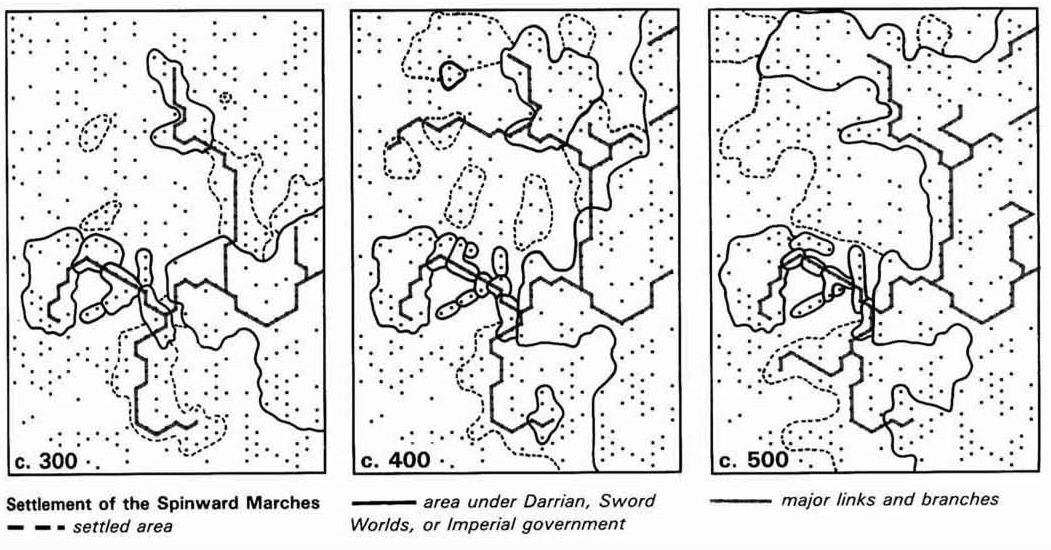 c. 300
c. 400
c. 500
Settlement of the Spinward Marches
settled area
area under Darrian, Sword
Worlds, or Imperial government
major links and branches